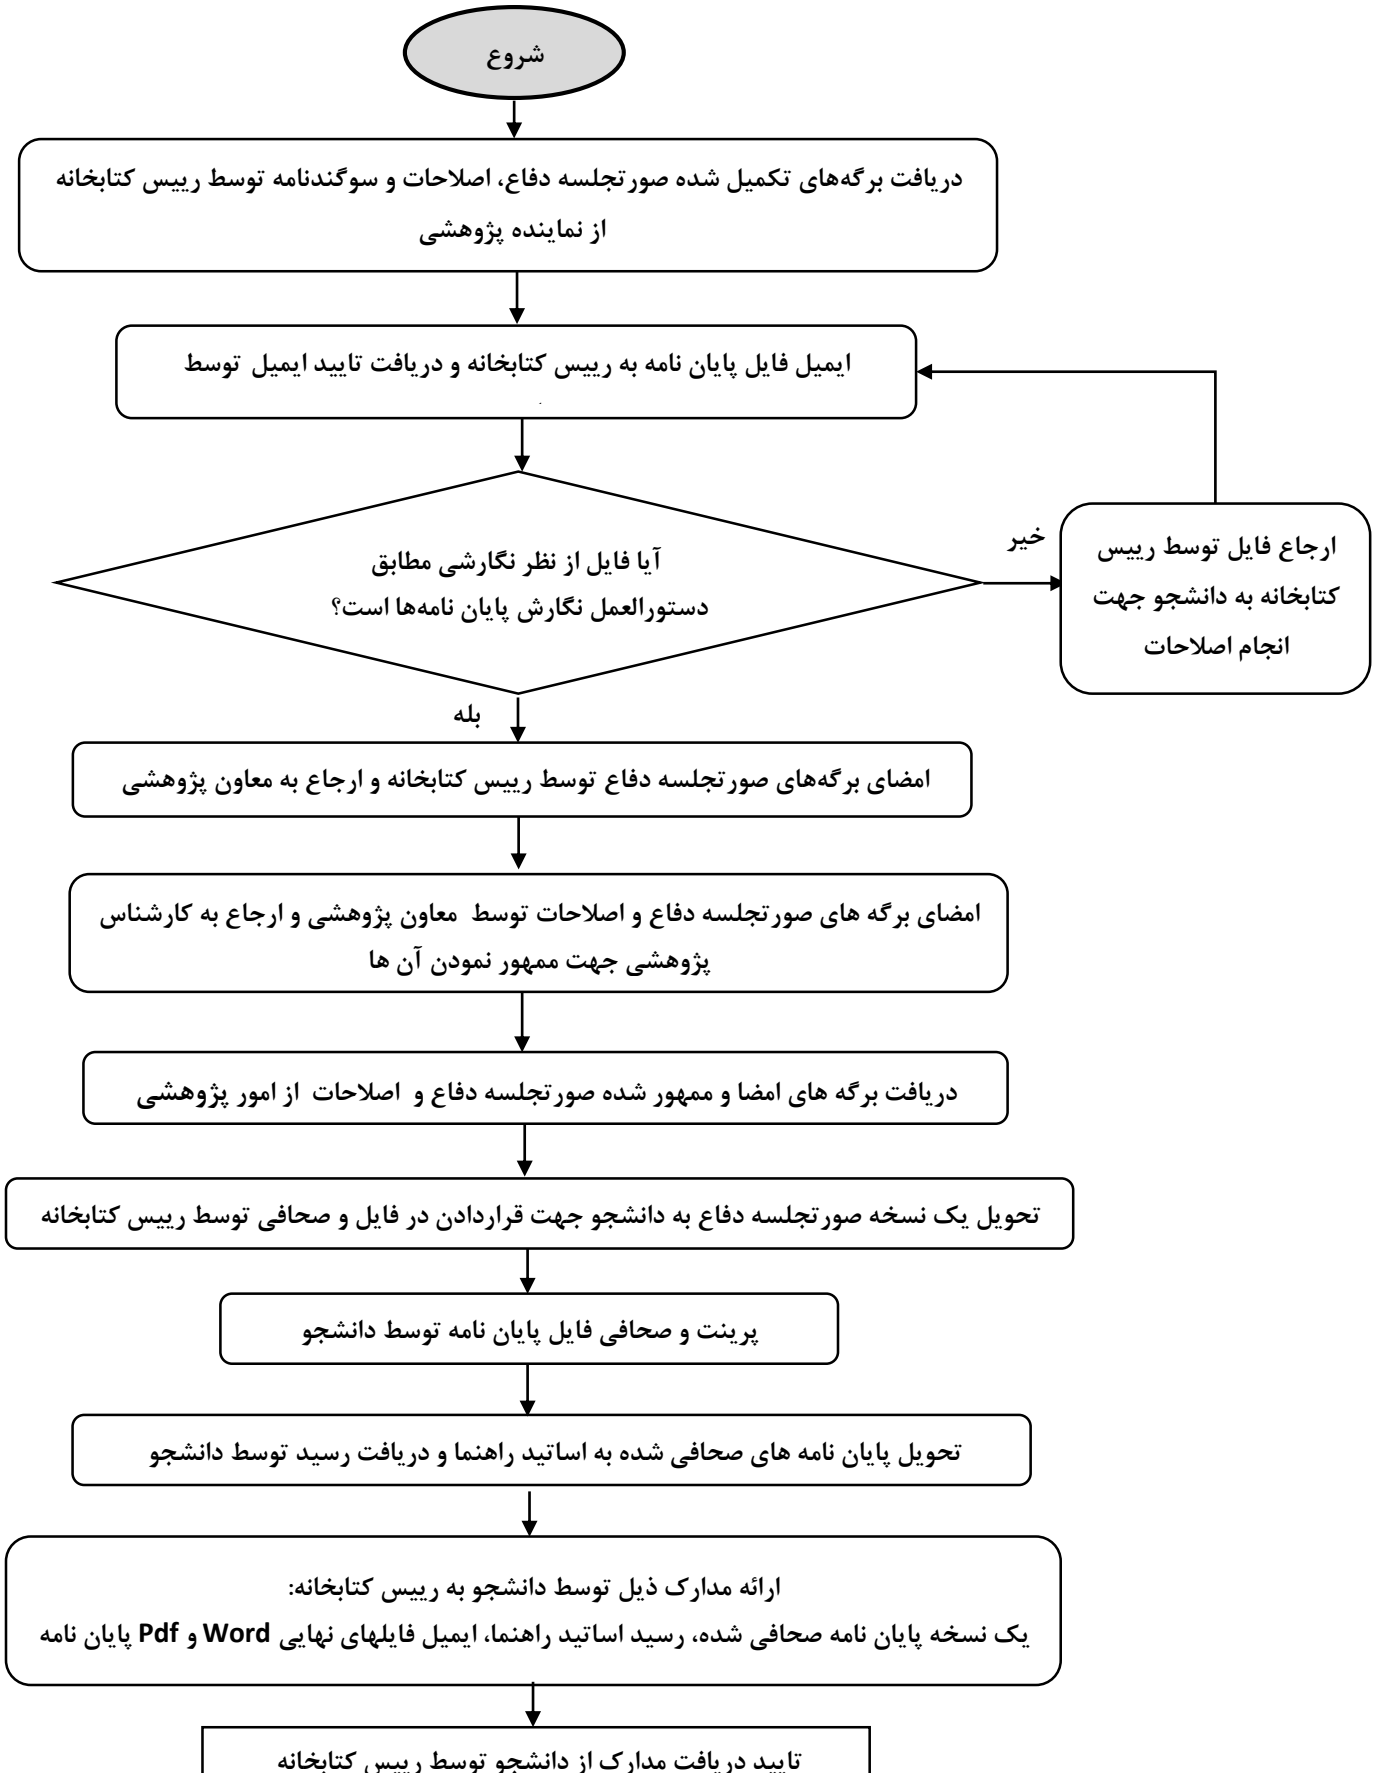 شروع
دریافت برگه‌های تکمیل شده صورتجلسه دفاع، اصلاحات و سوگندنامه توسط رییس کتابخانه
از نماینده پژوهشی
ایمیل فایل پایان نامه به رییس کتابخانه و دریافت تایید ایمیل توسط
آیا فایل از نظر نگارشی مطابق
دستورالعمل نگارش پایان نامه‌ها است؟
خیر
ارجاع فایل توسط رییس
کتابخانه به دانشجو جهت
انجام اصلاحات
بله
امضای برگه‌های صورتجلسه دفاع توسط رییس کتابخانه و ارجاع به معاون پژوهشی
امضای برگه های صورتجلسه دفاع و اصلاحات توسط معاون پژوهشی و ارجاع به کارشناس
پژوهشی جهت ممهور نمودن آن ها
دریافت برگه های امضا و ممهور شده صورتجلسه دفاع و اصلاحات از امور پژوهشی
تحویل یک نسخه صورتجلسه دفاع به دانشجو جهت قراردادن در فایل و صحافی توسط رییس کتابخانه
پرینت و صحافی فایل پایان نامه توسط دانشجو
تحویل پایان نامه های صحافی شده به اساتید راهنما و دریافت رسید توسط دانشجو
ارائه مدارک ذیل توسط دانشجو به رییس کتابخانه:
یک نسخه پایان نامه صحافی شده، رسید اساتید راهنما، ایمیل فایلهای نهایی Word و Pdf پایان نامه
تایید دریافت مدارک از دانشجو توسط رییس کتابخانه